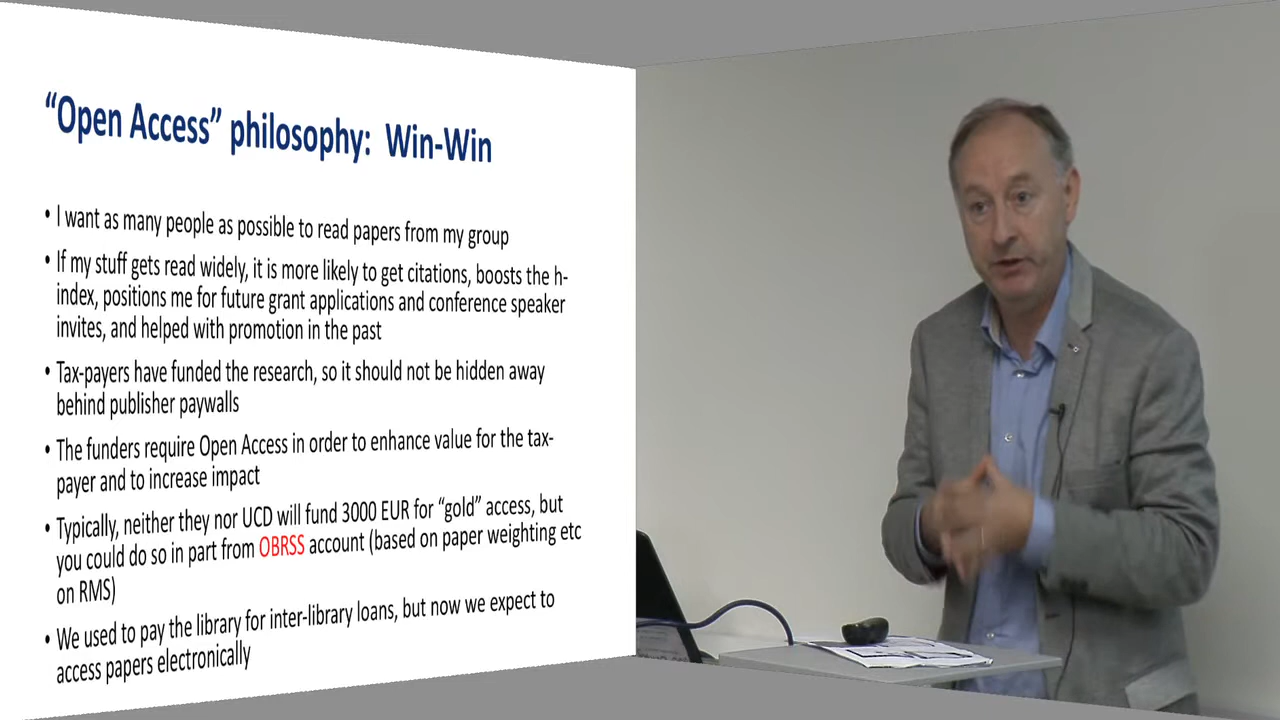 “Open Access” philosophy:  Win-Win
• I want as many people as possible to read papers from my group
• If my stuff gets read widely, it is more likely to get citations, boosts the h-
index, positions me for future grant applications and conference speaker
invites, and helped with promotion in the past
• Tax-payers have funded the research, so it should not be hidden away
behind publisher paywalls
• The funders require Open Access in order to enhance value for the tax-
payer and to increase impact
• Typically, neither they nor UCD will fund 3000 EUR for “gold” access, but
you could do so in part from OBRSS account (based on paper weighting etc
on RMS)
• We used to pay the library for inter-library loans, but now we expect to
access papers electronically